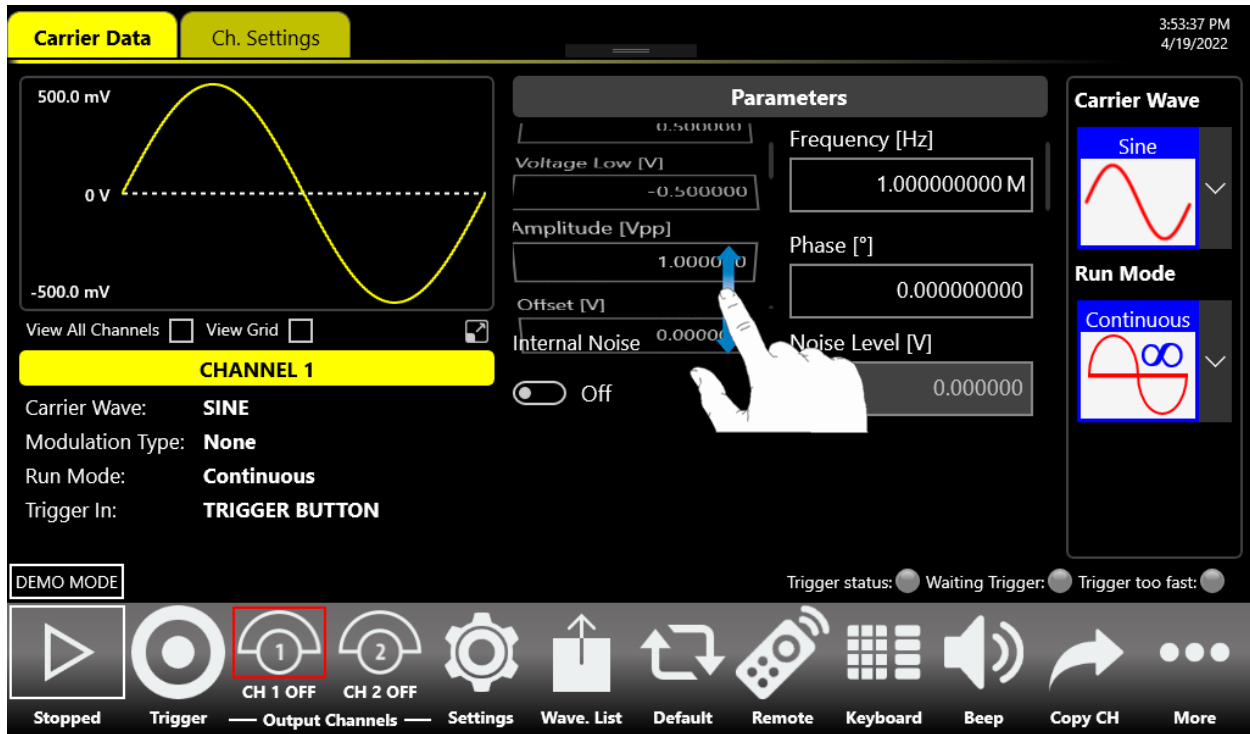 Carrier Data
Ch. Settings
3:53:37 PM
4/19/2022
500.0 mV
0 V
-500.0 mV
View All Channels
View Grid
CHANNEL 1
Carrier Wave: SINE
Modulation Type: None
Run Mode: Continuous
Trigger In: TRIGGER BUTTON
Parameters
0.500000
Voltage Low [V]
-0.500000
Amplitude [Vpp]
Offset [V]
Internal Noise
Off
Frequency [Hz]
1.000000000 M
Phase [°]
0.000000000
Noise Level [V]
0.000000
Carrier Wave
Sine
Run Mode
Continuous
∞
DEMO MODE
Trigger status: Waiting Trigger: Trigger too fast:
1
2
CH 1 OFF
CH 2 OFF
Stopped
Trigger
Output Channels
Settings
Wave. List
Default
Remote
Keyboard
Beep
Copy CH
More